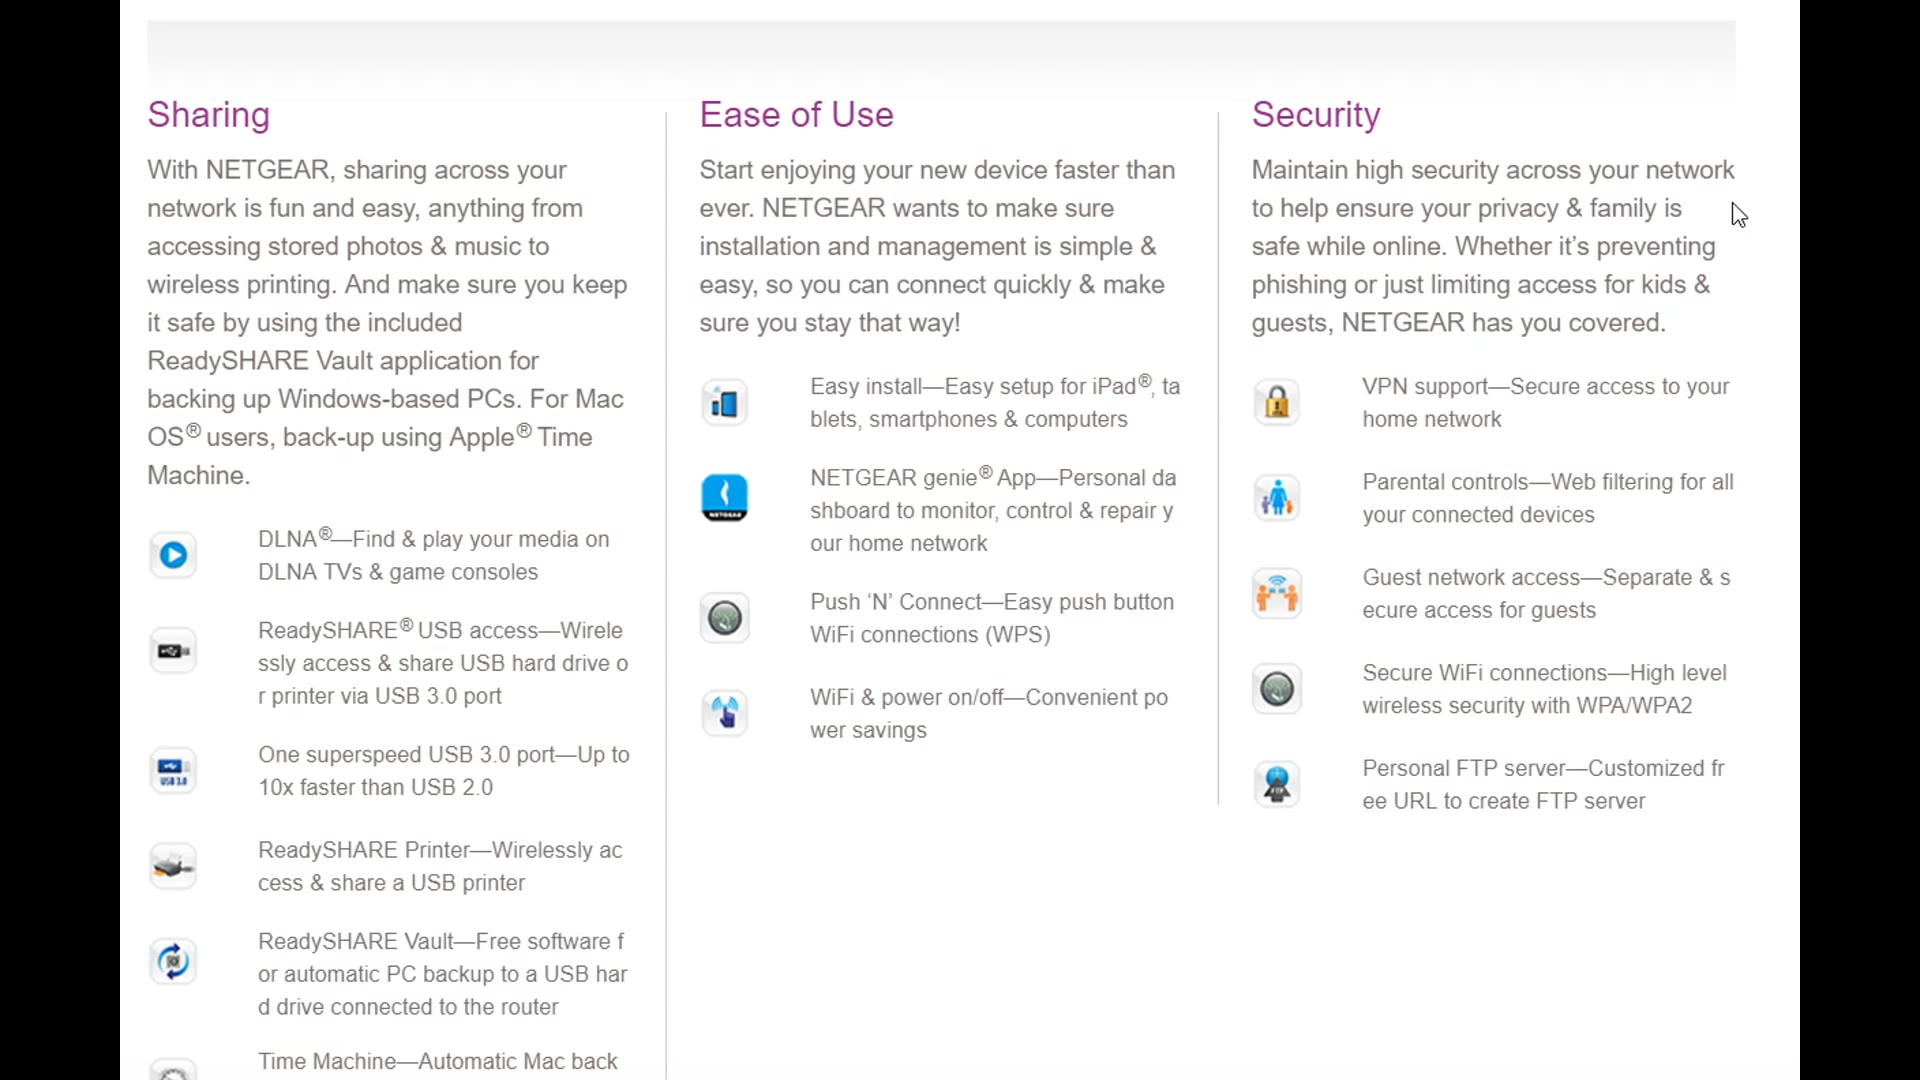 Sharing
With NETGEAR, sharing across your
network is fun and easy, anything from
accessing stored photos & music to
wireless printing. And make sure you keep
it safe by using the included
ReadySHARE Vault application for
backing up Windows-based PCs. For Mac
OS® users, back-up using Apple® Time
Machine.
DLNA®—Find & play your media on
DLNA TVs & game consoles
ReadySHARE® USB access—Wirele
ssly access & share USB hard drive o
r printer via USB 3.0 port
USB 3.0
One superspeed USB 3.0 port—Up to
10x faster than USB 2.0
ReadySHARE Printer—Wirelessly ac
cess & share a USB printer
ReadySHARE Vault—Free software f
or automatic PC backup to a USB har
d drive connected to the router
Time Machine—Automatic Mac back
Ease of Use
Start enjoying your new device faster than
ever. NETGEAR wants to make sure
installation and management is simple &
easy, so you can connect quickly & make
sure you stay that way!
Easy install—Easy setup for iPad®, ta
blets, smartphones & computers
NETGEAR
NETGEAR genie® App—Personal da
shboard to monitor, control & repair y
our home network
Push ‘N’ Connect—Easy push button
WiFi connections (WPS)
WiFi & power on/off—Convenient po
wer savings
Security
Maintain high security across your network
to help ensure your privacy & family is
safe while online. Whether it’s preventing
phishing or just limiting access for kids &
guests, NETGEAR has you covered.
VPN support—Secure access to your
home network
Parental controls—Web filtering for all
your connected devices
Guest network access—Separate & s
ecure access for guests
Secure WiFi connections—High level
wireless security with WPA/WPA2
FTP
Personal FTP server—Customized fr
ee URL to create FTP server